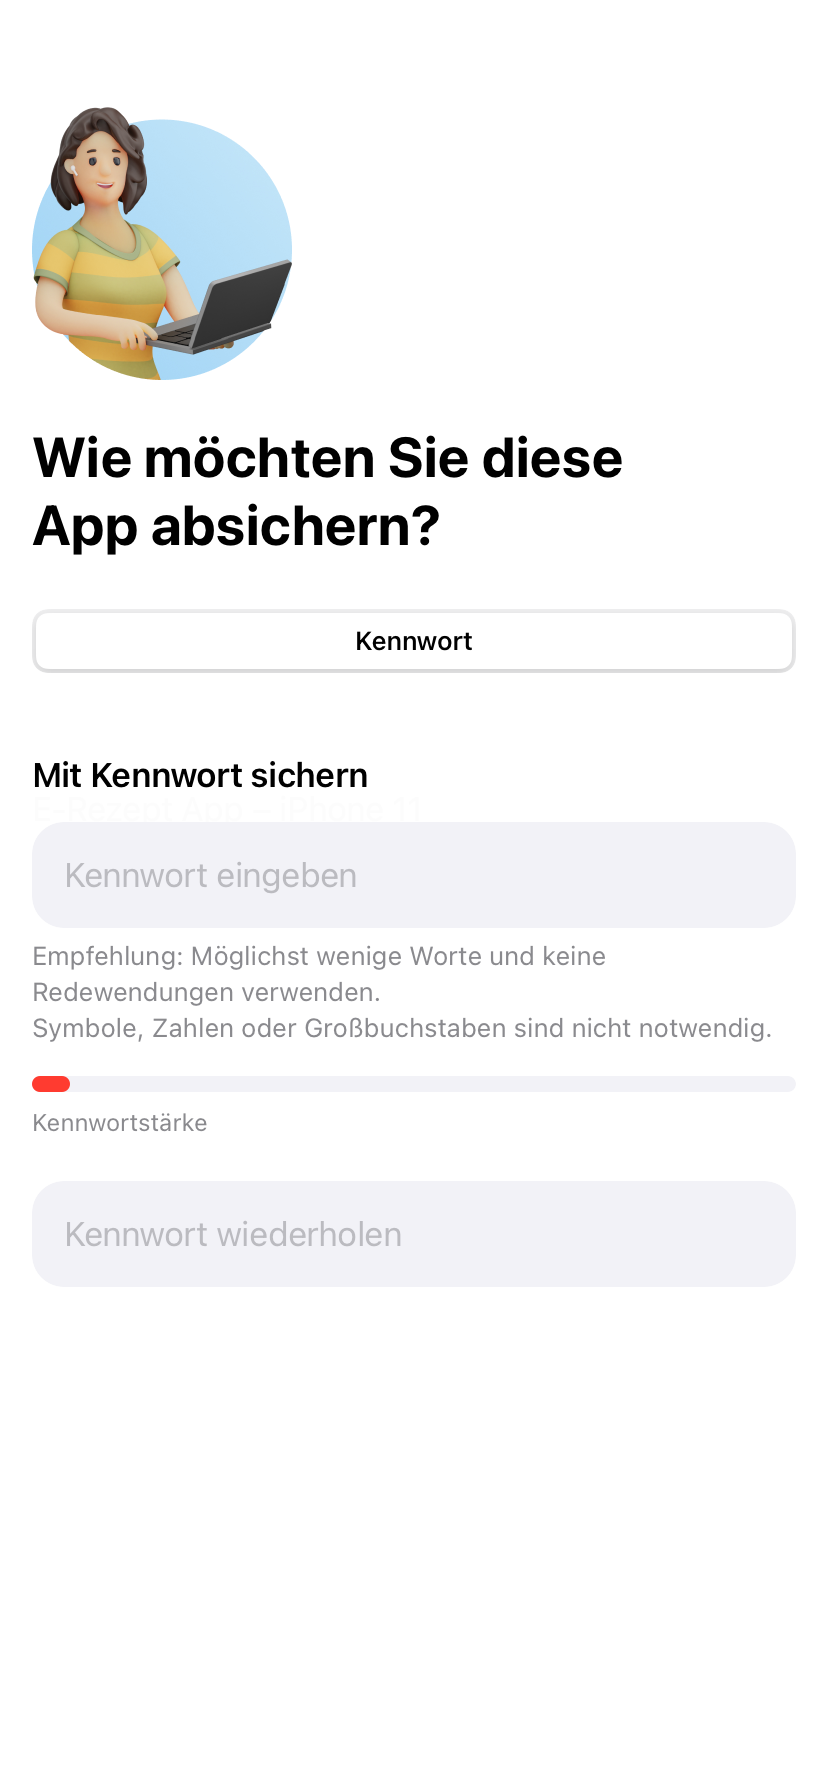 Wie möchten Sie diese
App absichern?
Kennwort
Mit Kennwort sichern
E-Rezept App – iPhone 11
Kennwort eingeben
Empfehlung: Möglichst wenige Worte und keine
Redewendungen verwenden.
Symbole, Zahlen oder Großbuchstaben sind nicht notwendig.
Kennwortstärke
Kennwort wiederholen